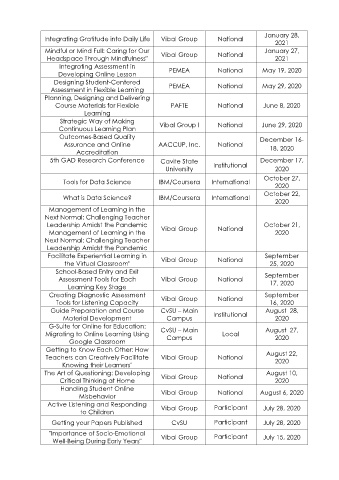 Integrating Gratitude into Daily Life Vibal Group National January 28, 2021
Mindful or Mind Full: Caring for Our Headspace Through Mindfulness" Vibal Group National January 27, 2021
Integrating Assessment in Developing Online Lesson PEMEA National May 19, 2020
Designing Student-Centered Assessment in Flexible Learning PEMEA National May 29, 2020
Planning, Designing and Delivering Course Materials for Flexible Learning PAFTE National June 8, 2020
Strategic Way of Making Continuous Learning Plan Vibal Group I National June 29, 2020
Outcomes-Based Quality Assurance and Online Accreditation AACCUP, Inc. National December 16-18, 2020
5th GAD Research Conference Cavite State University Institutional December 17, 2020
Tools for Data Science IBM/Coursera International October 27, 2020
What is Data Science? IBM/Coursera International October 22, 2020
Management of Learning in the Next Normal: Challenging Teacher Leadership Amidst the Pandemic Management of Learning in the Next Normal: Challenging Teacher Leadership Amidst the Pandemic Vibal Group National October 21, 2020
Facilitate Experiential Learning in the Virtual Classroom" Vibal Group National September 25, 2020
School-Based Entry and Exit Assessment Tools for Each Learning Key Stage Vibal Group National September 17, 2020
Creating Diagnostic Assessment Tools for Listening Capacity Vibal Group National September 16, 2020
Guide Preparation and Course Material Development CvSU – Main Campus Institutional August 28, 2020
G-Suite for Online for Education: Migrating to Online Learning Using Google Classroom CvSU – Main Campus Local August 27, 2020
Getting to Know Each Other: How Teachers can Creatively Facilitate Knowing their Learners" Vibal Group National August 22, 2020
The Art of Questioning: Developing Critical Thinking at Home Vibal Group National August 10, 2020
Handling Student Online Misbehavior Vibal Group National August 6, 2020
Active Listening and Responding to Children Vibal Group Participant July 28, 2020
Getting your Papers Published CvSU Participant July 28, 2020
"Importance of Socio-Emotional Well-Being During Early Years" Vibal Group Participant July 15, 2020